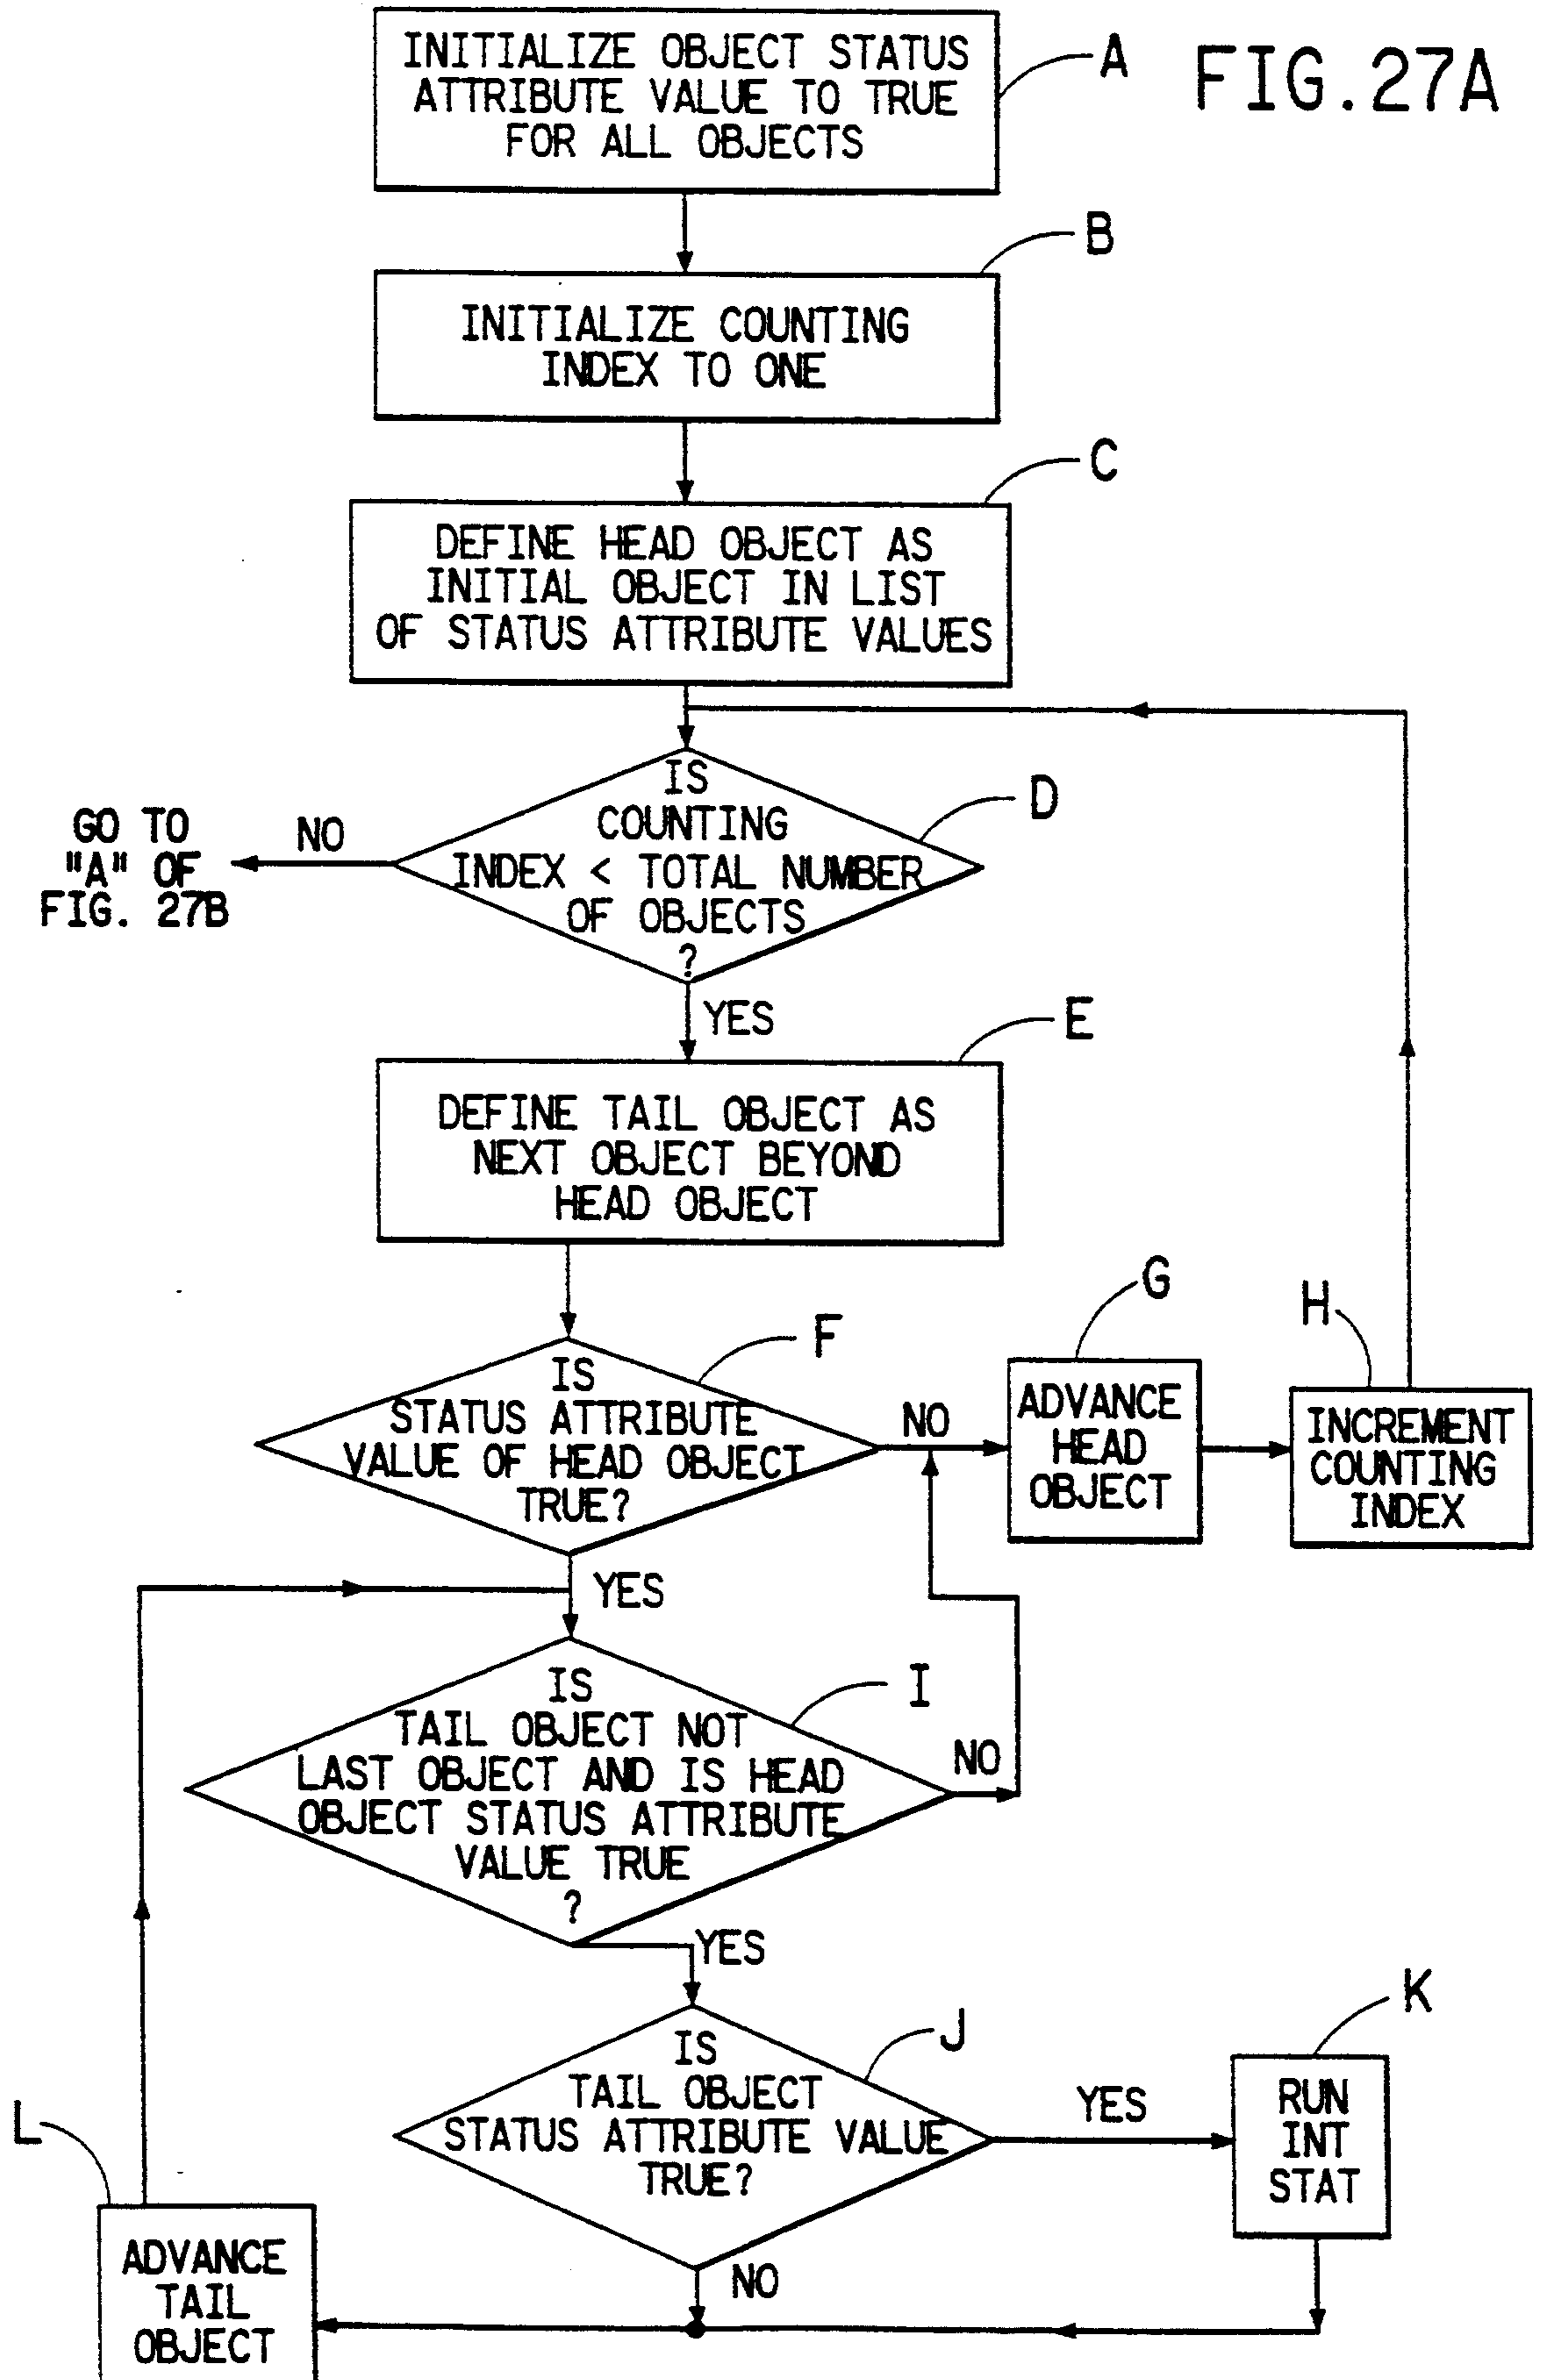 FIG.27A
INITIALIZE OBJECT STATUS
ATTRIBUTE VALUE TO TRUE
FOR ALL OBJECTS
A
INITIALIZE COUNTING
INDEX TO ONE
B
DEFINE HEAD OBJECT AS
INITIAL OBJECT IN LIST
OF STATUS ATTRIBUTE VALUES
C
IS
COUNTING
INDEX < TOTAL NUMBER
OF OBJECTS
?
D
NO
GO TO
"A" OF
FIG. 27B
YES
E
DEFINE TAIL OBJECT AS
NEXT OBJECT BEYOND
HEAD OBJECT
F
IS
STATUS ATTRIBUTE
VALUE OF HEAD OBJECT
TRUE?
NO
G
ADVANCE
HEAD
OBJECT
H
INCREMENT
COUNTING
INDEX
YES
I
IS
TAIL OBJECT NOT
LAST OBJECT AND IS HEAD
OBJECT STATUS ATTRIBUTE
VALUE TRUE
?
NO
YES
J
IS
TAIL OBJECT
STATUS ATTRIBUTE VALUE
TRUE?
YES
K
RUN
INT
STAT
NO
L
ADVANCE
TAIL
OBJECT